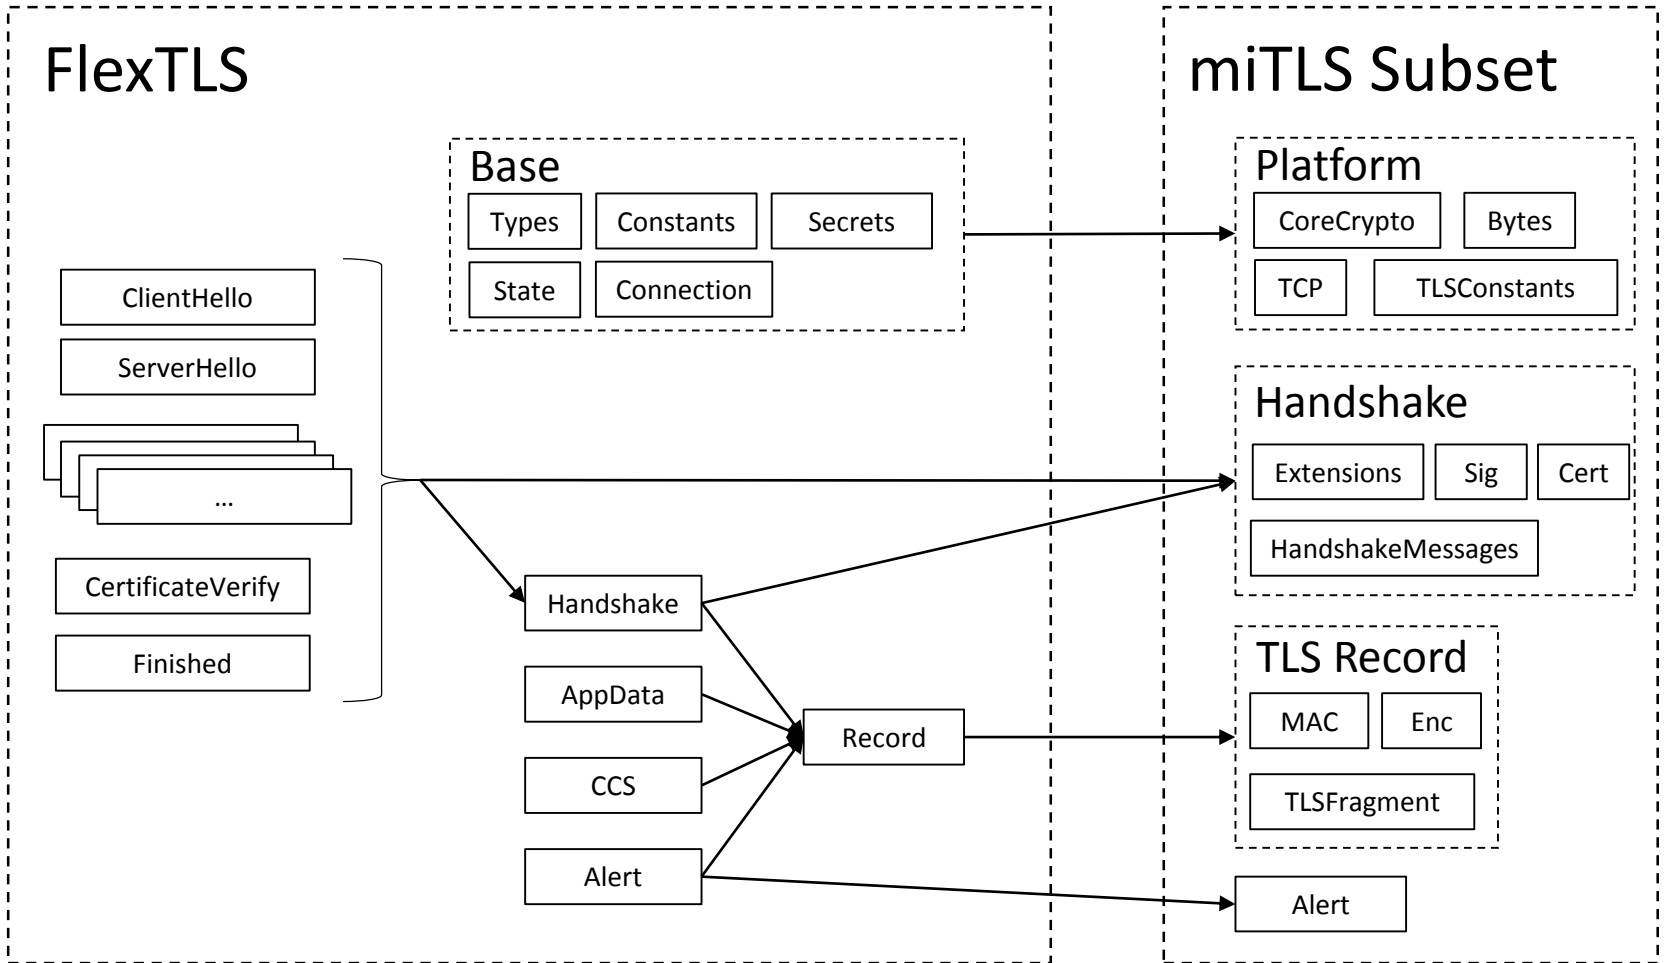 FlexTLS
Base
Types
Constants
Secrets
State
Connection
ClientHello
ServerHello
...
CertificateVerify
Finished
Handshake
AppData
CCS
Alert
Record
miTLS Subset
Platform
CoreCrypto
Bytes
TCP
TLSConstants
Handshake
Extensions
Sig
Cert
HandshakeMessages
TLS Record
MAC
Enc
TLSFragment
Alert